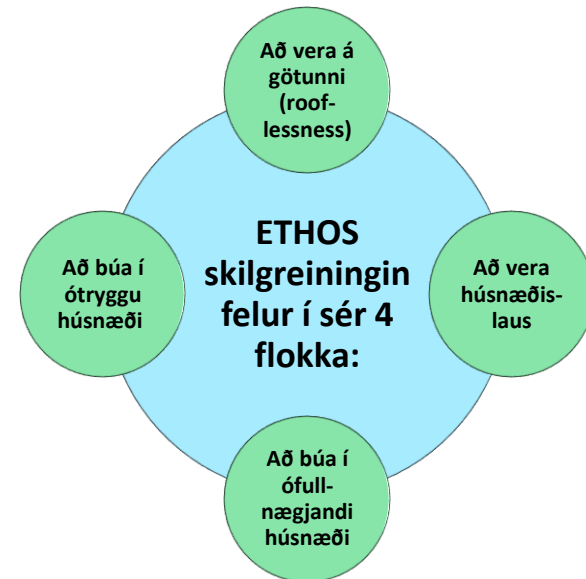 Að vera á
götunni
(roof-
lessness)
ETHOS
skilgreiningin
felur í sér 4
flokka:
Að búa í
ótryggu
húsnæði
Að vera
húsnæðis-
laus
Að búa í
ófull-
nægjandi
húsnæði